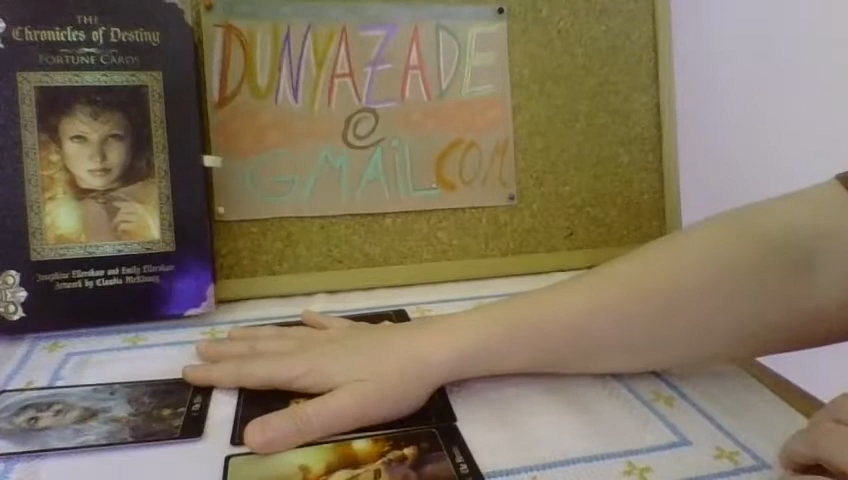 THE
Chronicles of Destiny
FORTUNE CARDS
Josephine Ellershaw and Emily Ellershaw
Artwork by Claudia McKinney
DUNYAZADE
@
GMAIL.COM